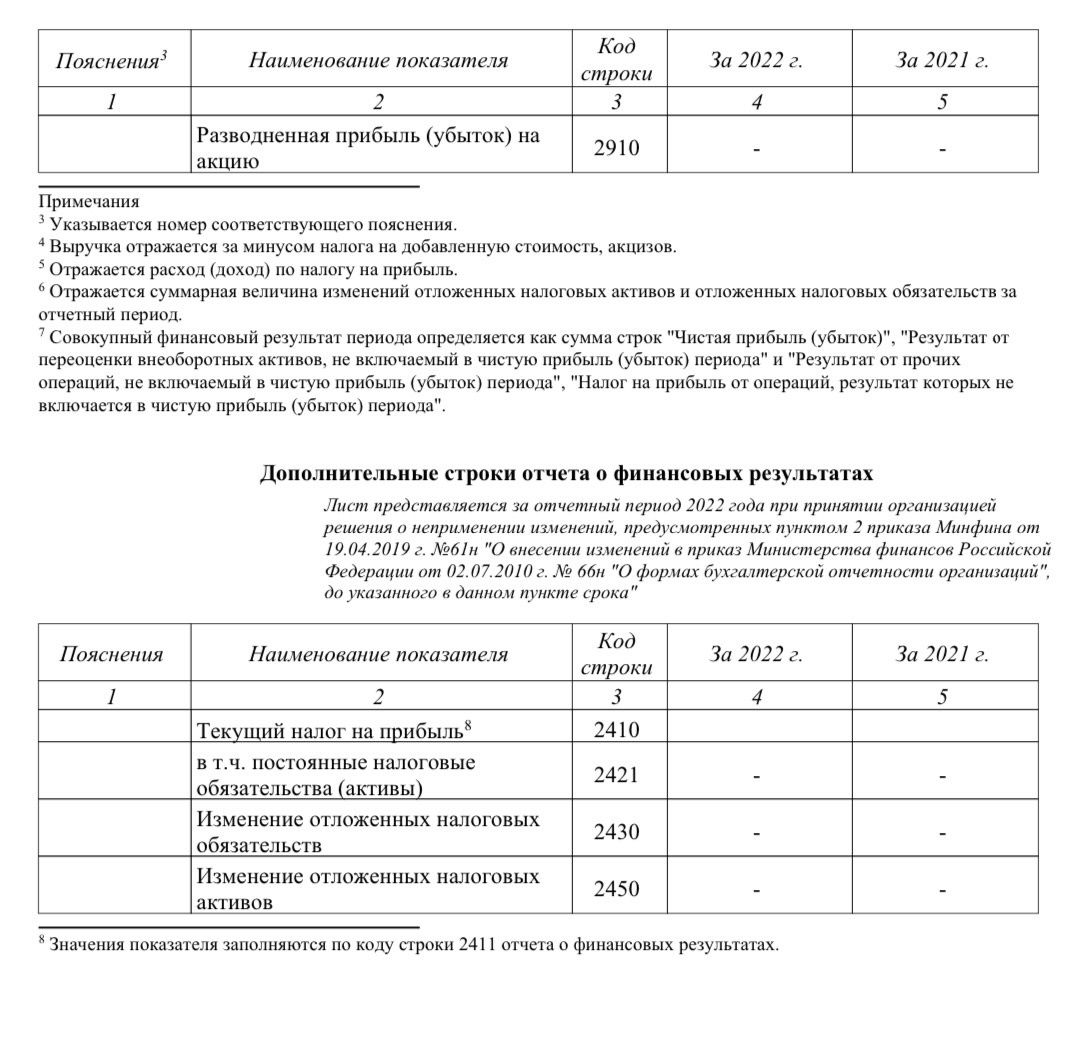 Пояснения³ Наименование показателя Код строки За 2022 г. За 2021 г.
1 2 3 4 5
Разводненная прибыль (убыток) на
акцию 2910 - -
Примечания
³ Указывается номер соответствующего пояснения.
⁴ Выручка отражается за минусом налога на добавленную стоимость, акцизов.
⁵ Отражается расход (доход) по налогу на прибыль.
⁶ Отражается суммарная величина изменений отложенных налоговых активов и отложенных налоговых обязательств за
отчетный период.
⁷ Совокупный финансовый результат периода определяется как сумма строк "Чистая прибыль (убыток)", "Результат от
переоценки внеоборотных активов, не включаемый в чистую прибыль (убыток) периода" и "Результат от прочих
операций, не включаемый в чистую прибыль (убыток) периода", "Налог на прибыль от операций, результат которых не
включается в чистую прибыль (убыток) периода".
Дополнительные строки отчета о финансовых результатах
Лист представляется за отчетный период 2022 года при принятии организацией
решения о неприменении изменений, предусмотренных пунктом 2 приказа Минфина от
19.04.2019 г. №61н "О внесении изменений в приказ Министерства финансов Российской
Федерации от 02.07.2010 г. № 66н "О формах бухгалтерской отчетности организаций",
до указанного в данном пункте срока"
Пояснения Наименование показателя Код строки За 2022 г. За 2021 г.
1 2 3 4 5
Текущий налог на прибыль⁸ 2410
в т.ч. постоянные налоговые
обязательства (активы) 2421 - -
Изменение отложенных налоговых
обязательств 2430 - -
Изменение отложенных налоговых
активов 2450 - -
⁸ Значения показателя заполняются по коду строки 2411 отчета о финансовых результатах.